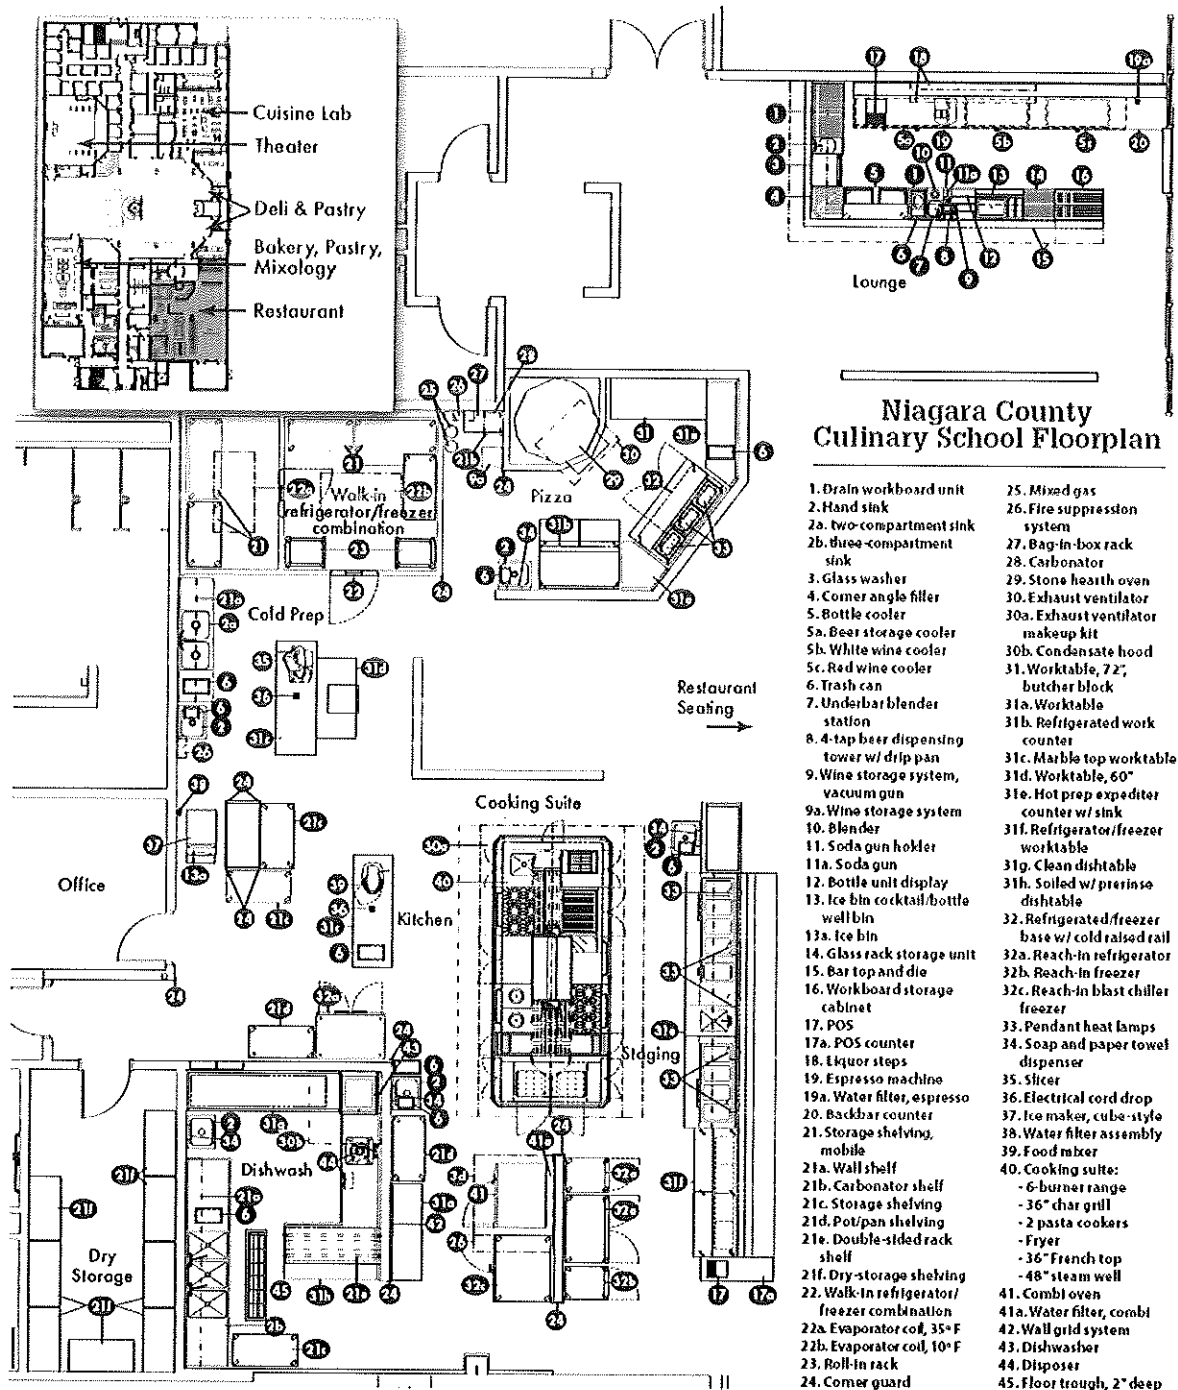 Cuisine Lab
Theater
Deli & Pastry
Bakery, Pastry,
Mixology
Restaurant
Lounge
Niagara County
Culinary School Floorplan
Walk-in
refrigerator/freezer
combination
Pizza
Cold Prep
Restaurant
Seating
Cooking Suite
Office
Kitchen
Staging
Dishwash
Dry
Storage
1. Drain workboard unit
2. Hand sink
2a. two-compartment sink
2b. three-compartment
sink
3. Glass washer
4. Corner angle filler
5. Bottle cooler
5a. Beer storage cooler
5b. White wine cooler
5c. Red wine cooler
6. Trash can
7. Underbar blender
station
8. 4-tap beer dispensing
tower w/ drip pan
9. Wine storage system,
vacuum gun
9a. Wine storage system
10. Blender
11. Soda gun holder
11a. Soda gun
12. Bottle unit display
13. Ice bin cocktail/bottle
well bin
13a. Ice bin
14. Glass rack storage unit
15. Bar top and die
16. Workboard storage
cabinet
17. POS
17a. POS counter
18. Liquor steps
19. Espresso machine
19a. Water filter, espresso
20. Backbar counter
21. Storage shelving,
mobile
21a. Wall shelf
21b. Carbonator shelf
21c. Storage shelving
21d. Pot/pan shelving
21e. Double-sided rack
shelf
21f. Dry-storage shelving
22. Walk-in refrigerator/
freezer combination
22a. Evaporator coil, 35° F
22b. Evaporator coil, 10° F
23. Roll-in rack
24. Corner guard
25. Mixed gas
26. Fire suppression
system
27. Bag-in-box rack
28. Carbonator
29. Stone hearth oven
30. Exhaust ventilator
30a. Exhaust ventilator
makeup kit
30b. Condensate hood
31. Worktable, 72",
butcher block
31a. Worktable
31b. Refrigerated work
counter
31c. Marble top worktable
31d. Worktable, 60"
31e. Hot prep expediter
counter w/ sink
31f. Refrigerator/freezer
worktable
31g. Clean dishtable
31h. Soiled w/ prerinse
dishtable
32. Refrigerated/freezer
base w/ cold raised rail
32a. Reach-in refrigerator
32b. Reach-in freezer
32c. Reach-in blast chiller
freezer
33. Pendant heat lamps
34. Soap and paper towel
dispenser
35. Slicer
36. Electrical cord drop
37. Ice maker, cube-style
38. Water filter assembly
39. Food mixer
40. Cooking suite:
- 6-burner range
- 36" char grill
- 2 pasta cookers
- Fryer
- 36" French top
- 48" steam well
41. Combi oven
41a. Water filter, combi
42. Wall grid system
43. Dishwasher
44. Disposer
45. Floor trough, 2" deep